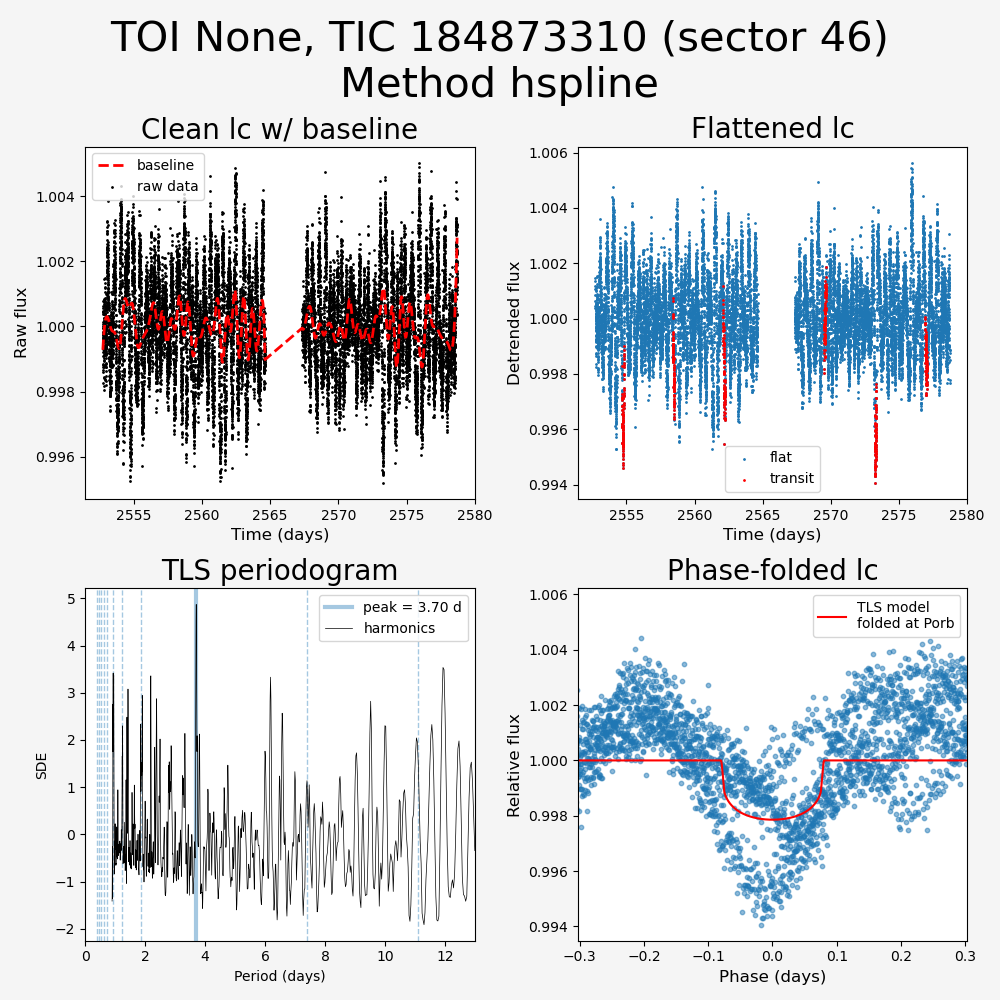 TOI None, TIC 184873310 (sector 46)
Method hspline
Clean lc w/ baseline
baseline
raw data
Raw flux
1.004
1.002
1.000
0.998
0.996
2555
2560
2565
2570
2575
2580
Time (days)
Flattened lc
Detrended flux
1.006
1.004
1.002
1.000
0.998
0.996
0.994
flat
transit
2555
2560
2565
2570
2575
2580
Time (days)
TLS periodogram
peak = 3.70 d
harmonics
SDE
5
4
3
2
1
0
−1
−2
0
2
4
6
8
10
12
Period (days)
Phase-folded lc
TLS model
folded at Porb
Relative flux
1.006
1.004
1.002
1.000
0.998
0.996
0.994
−0.3
−0.2
−0.1
0.0
0.1
0.2
0.3
Phase (days)